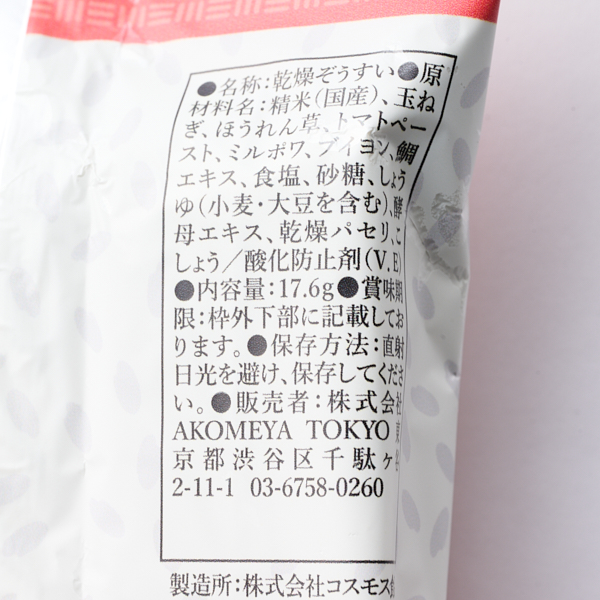 ●名称:乾燥ぞうすい●原
材料名:精米(国産)、玉ね
ぎ、ほうれん草、トマトペー
スト、ミルポワ、ブイヨン、鯛
エキス、食塩、砂糖、しょう
ゆ(小麦・大豆を含む)、酵
母エキス、乾燥パセリ、こ
しょう/酸化防止剤(V.E)
●内容量:17.6g●賞味期
限:枠外下部に記載してお
ります。●保存方法:直射
日光を避け、保存してくださ
い。●販売者:株式会社
AKOMEYA TOKYO 東
京都渋谷区千駄ヶ谷
2-11-1 03-6758-0260
製造所:株式会社コスモス食